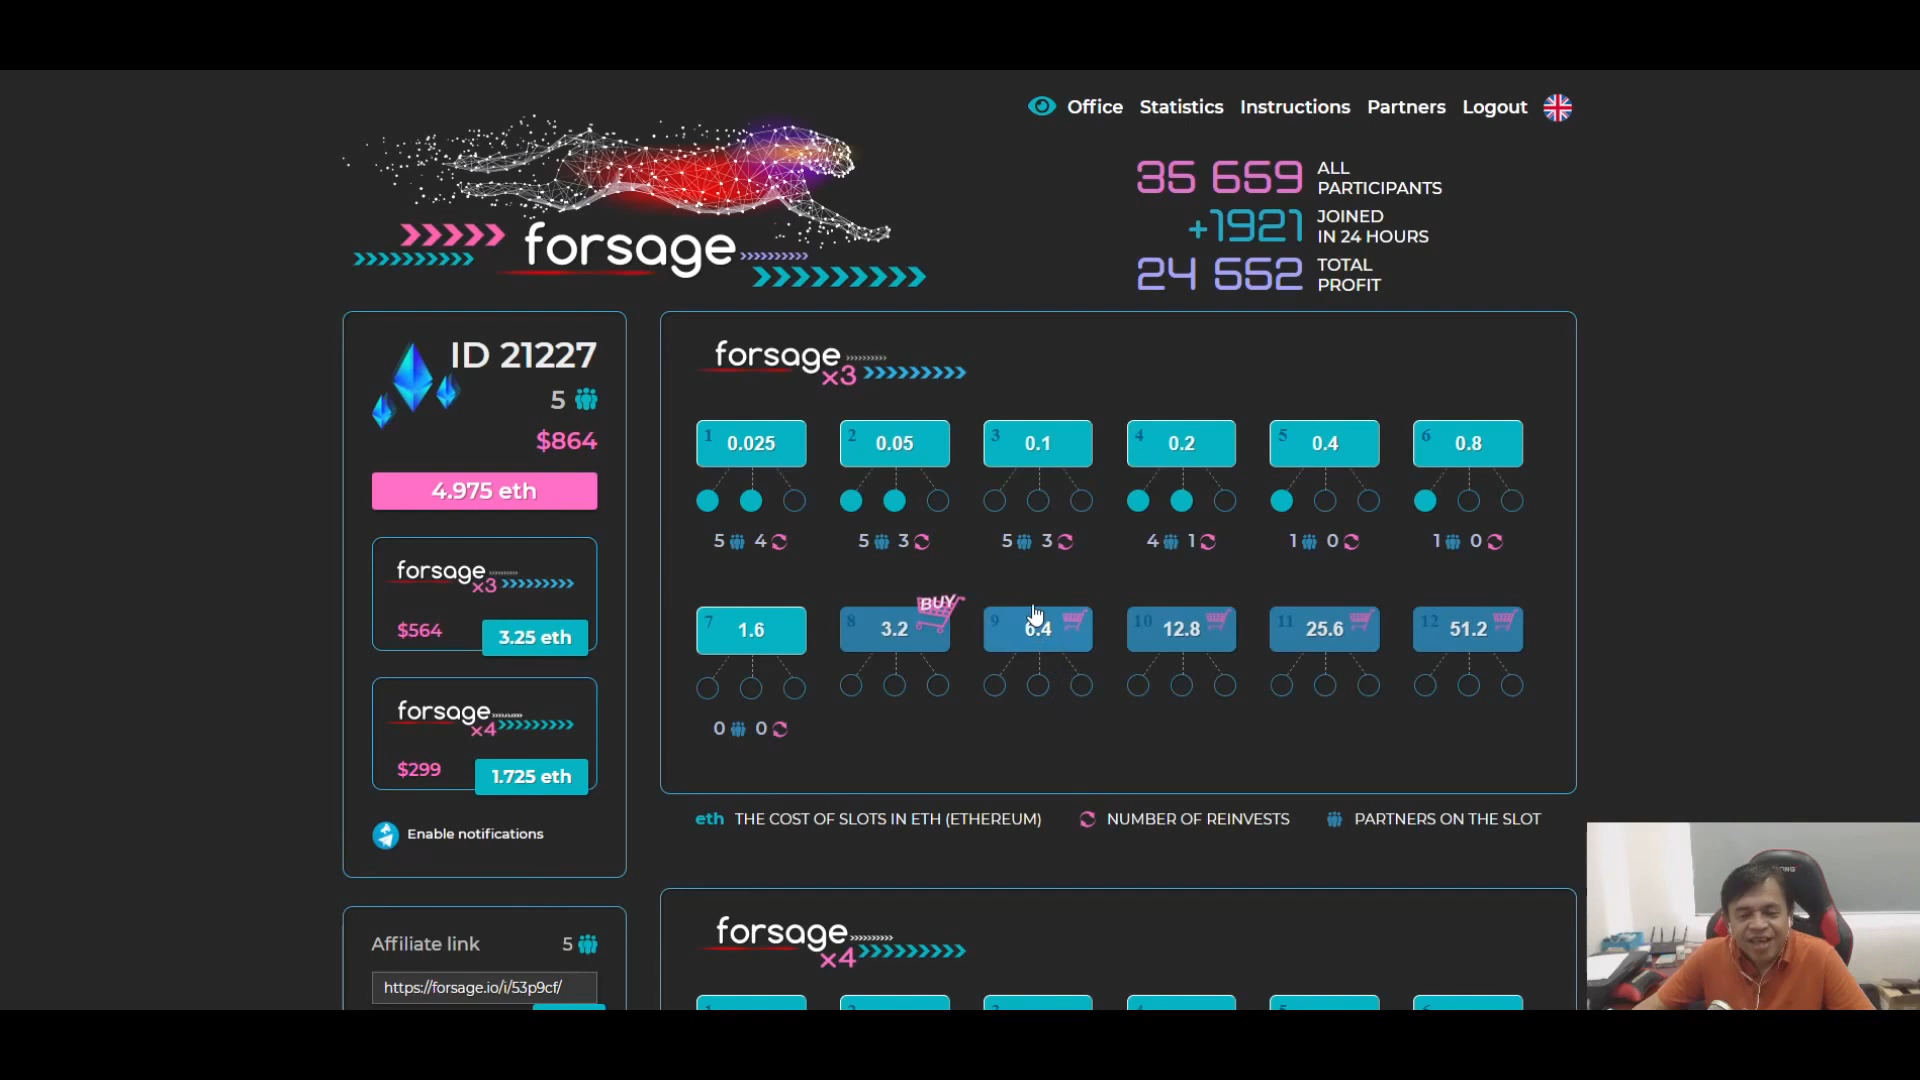 Office Statistics Instructions Partners Logout
forsage
35 659 ALL PARTICIPANTS
+1921 JOINED IN 24 HOURS
24 552 TOTAL PROFIT
ID 21227
5
$864
4.975 eth
forsage x3
$564 3.25 eth
forsage x4
$299 1.725 eth
Enable notifications
Affiliate link 5
https://forsage.io/i/53p9cf/
forsage x3
1 0.025 2 0.05 3 0.1 4 0.2 5 0.4 6 0.8
5 4 5 3 5 3 4 1 1 0 1 0
BUY
7 1.6 8 3.2 9 6.4 10 12.8 11 25.6 12 51.2
0 0
eth THE COST OF SLOTS IN ETH (ETHEREUM) NUMBER OF REINVESTS PARTNERS ON THE SLOT
forsage x4